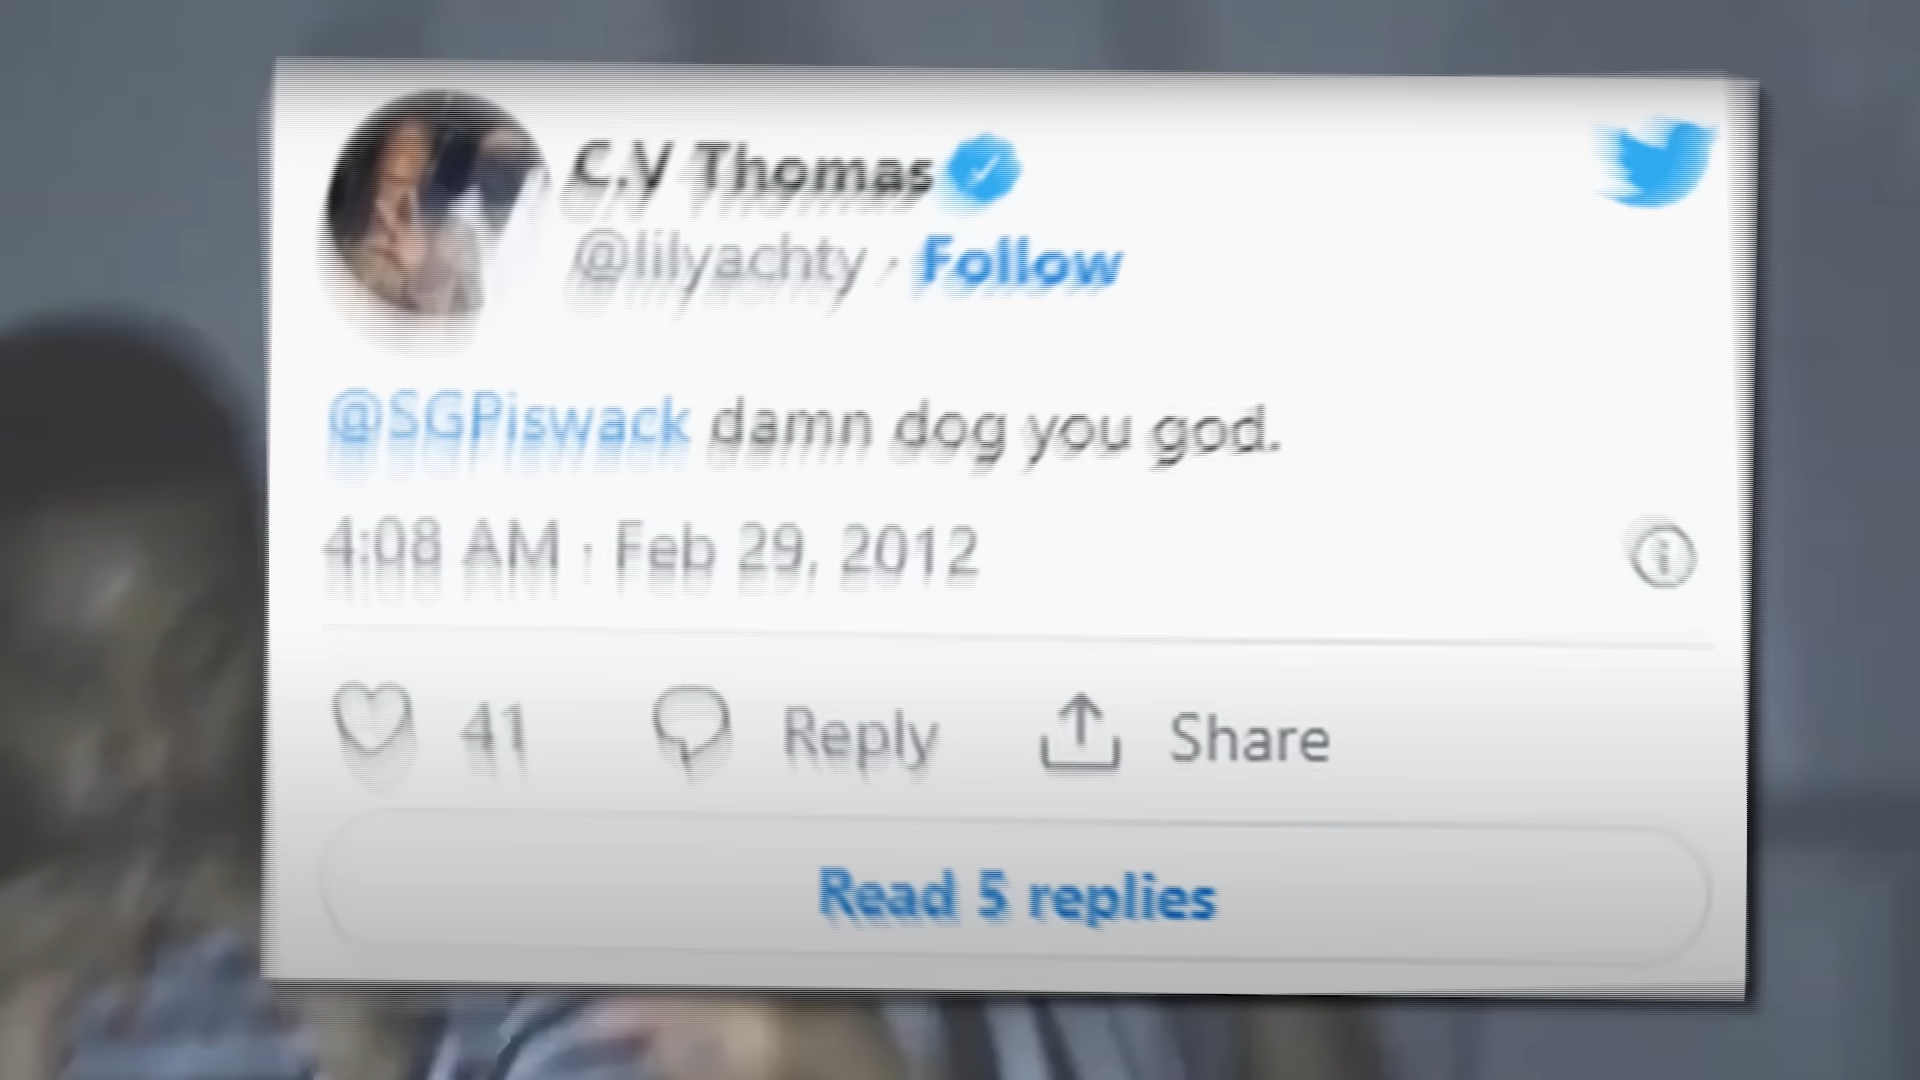 C.V Thomas
@lilyachty · Follow
@SGPiswack damn dog you god.
4:08 AM · Feb 29, 2012
41 Reply Share
Read 5 replies